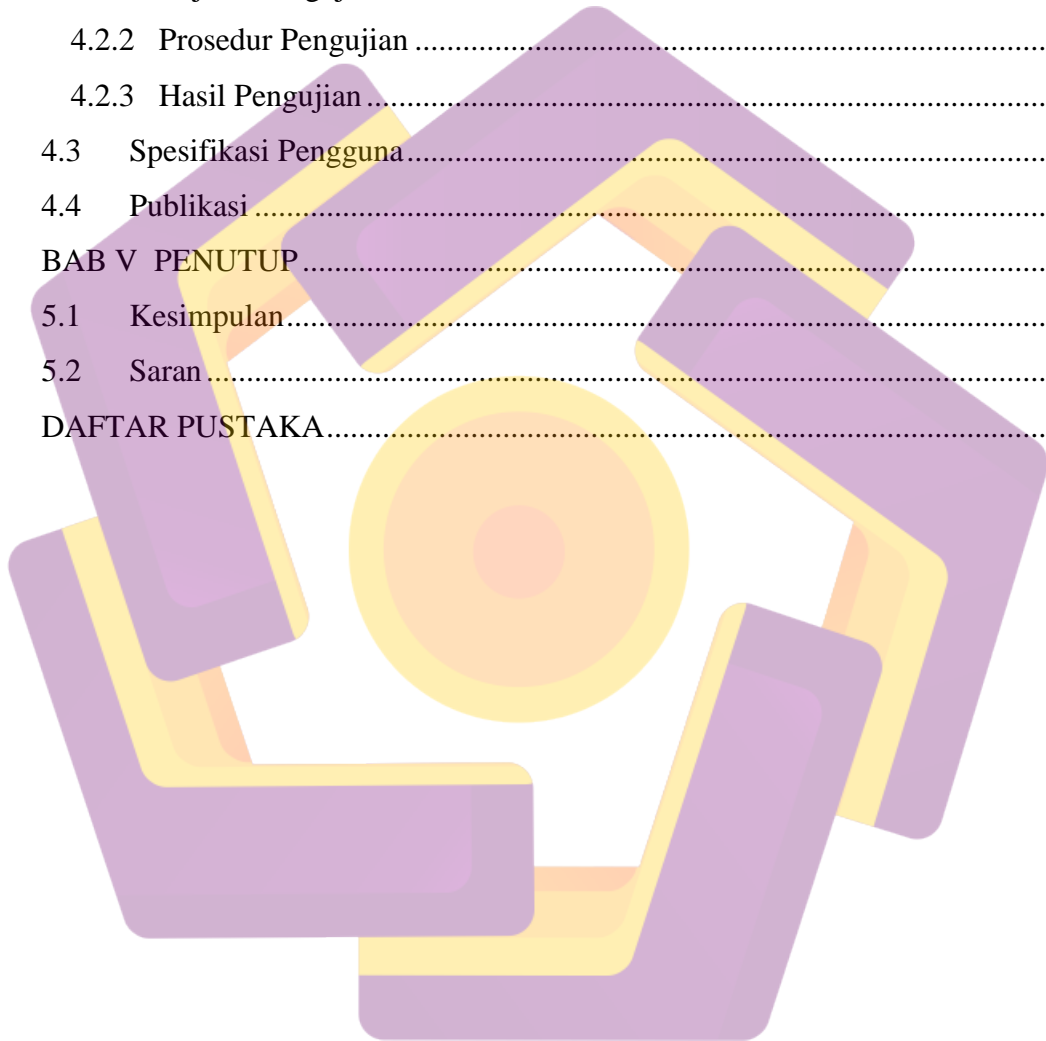 4.2.2 Prosedur Pengujian ........................................................................
4.2.3 Hasil Pengujian ..............................................................................
4.3 Spesifikasi Pengguna .........................................................................
4.4 Publikasi ............................................................................................
BAB V PENUTUP ......................................................................................
5.1 Kesimpulan ........................................................................................
5.2 Saran ..................................................................................................
DAFTAR PUSTAKA ..................................................................................